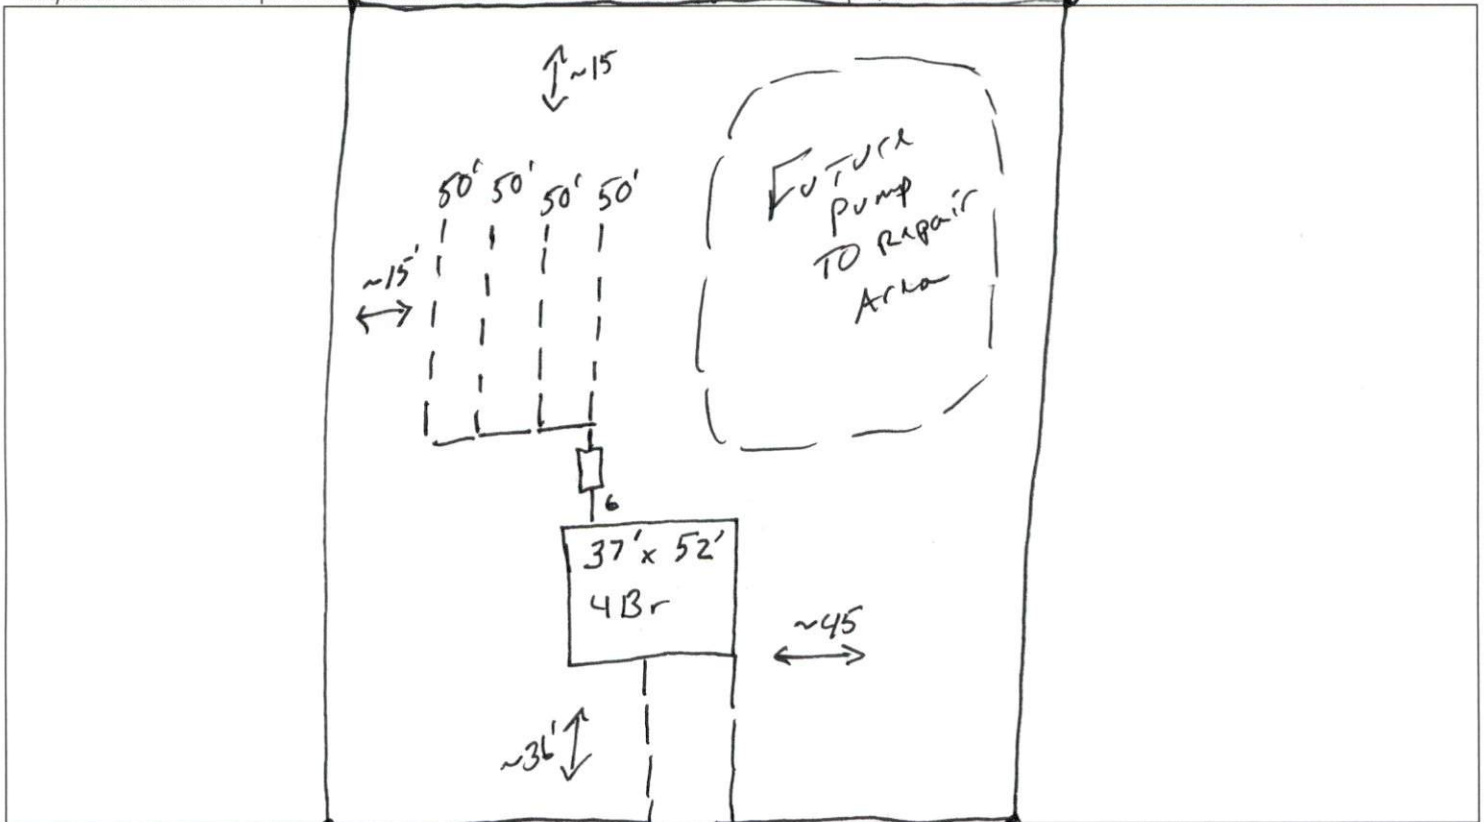 ~15
50' 50' 50' 50'
~15'
Future
Pump
TO Repair
Area
6
37' x 52'
4Br
~45
~36'